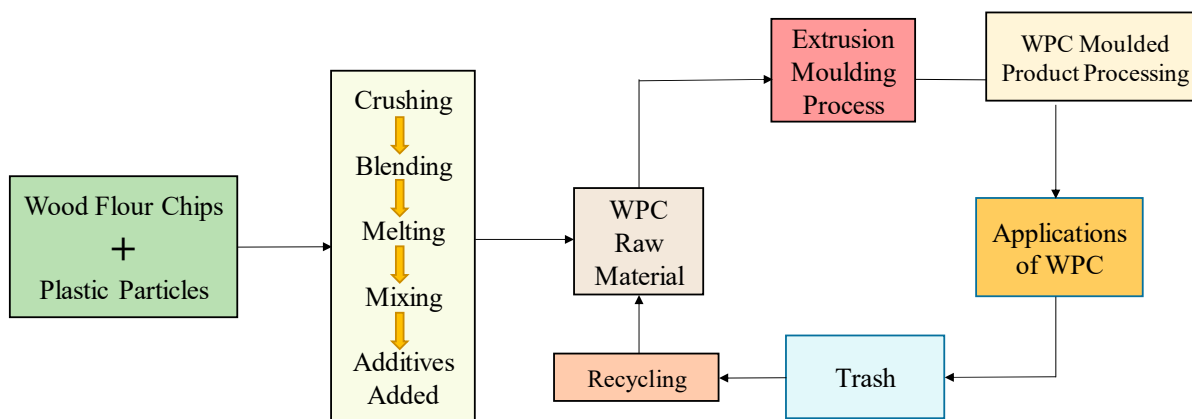 Wood Flour Chips
+
Plastic Particles
Crushing
Blending
Melting
Mixing
Additives
Added
WPC
Raw
Material
Extrusion
Moulding
Process
WPC Moulded
Product Processing
Applications
of WPC
Trash
Recycling